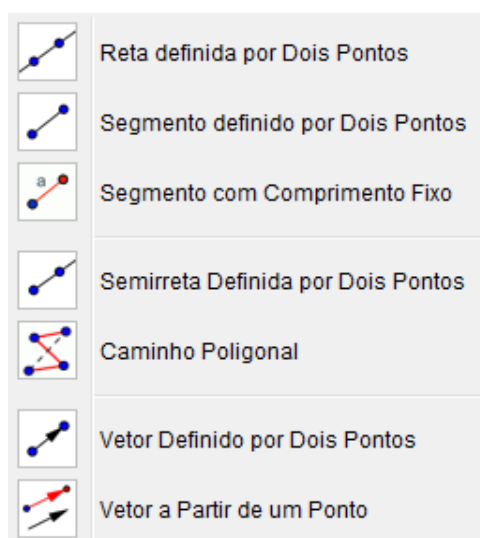 Reta definida por Dois Pontos
Segmento definido por Dois Pontos
a
Segmento com Comprimento Fixo
Semirreta Definida por Dois Pontos
Caminho Poligonal
Vetor Definido por Dois Pontos
Vetor a Partir de um Ponto